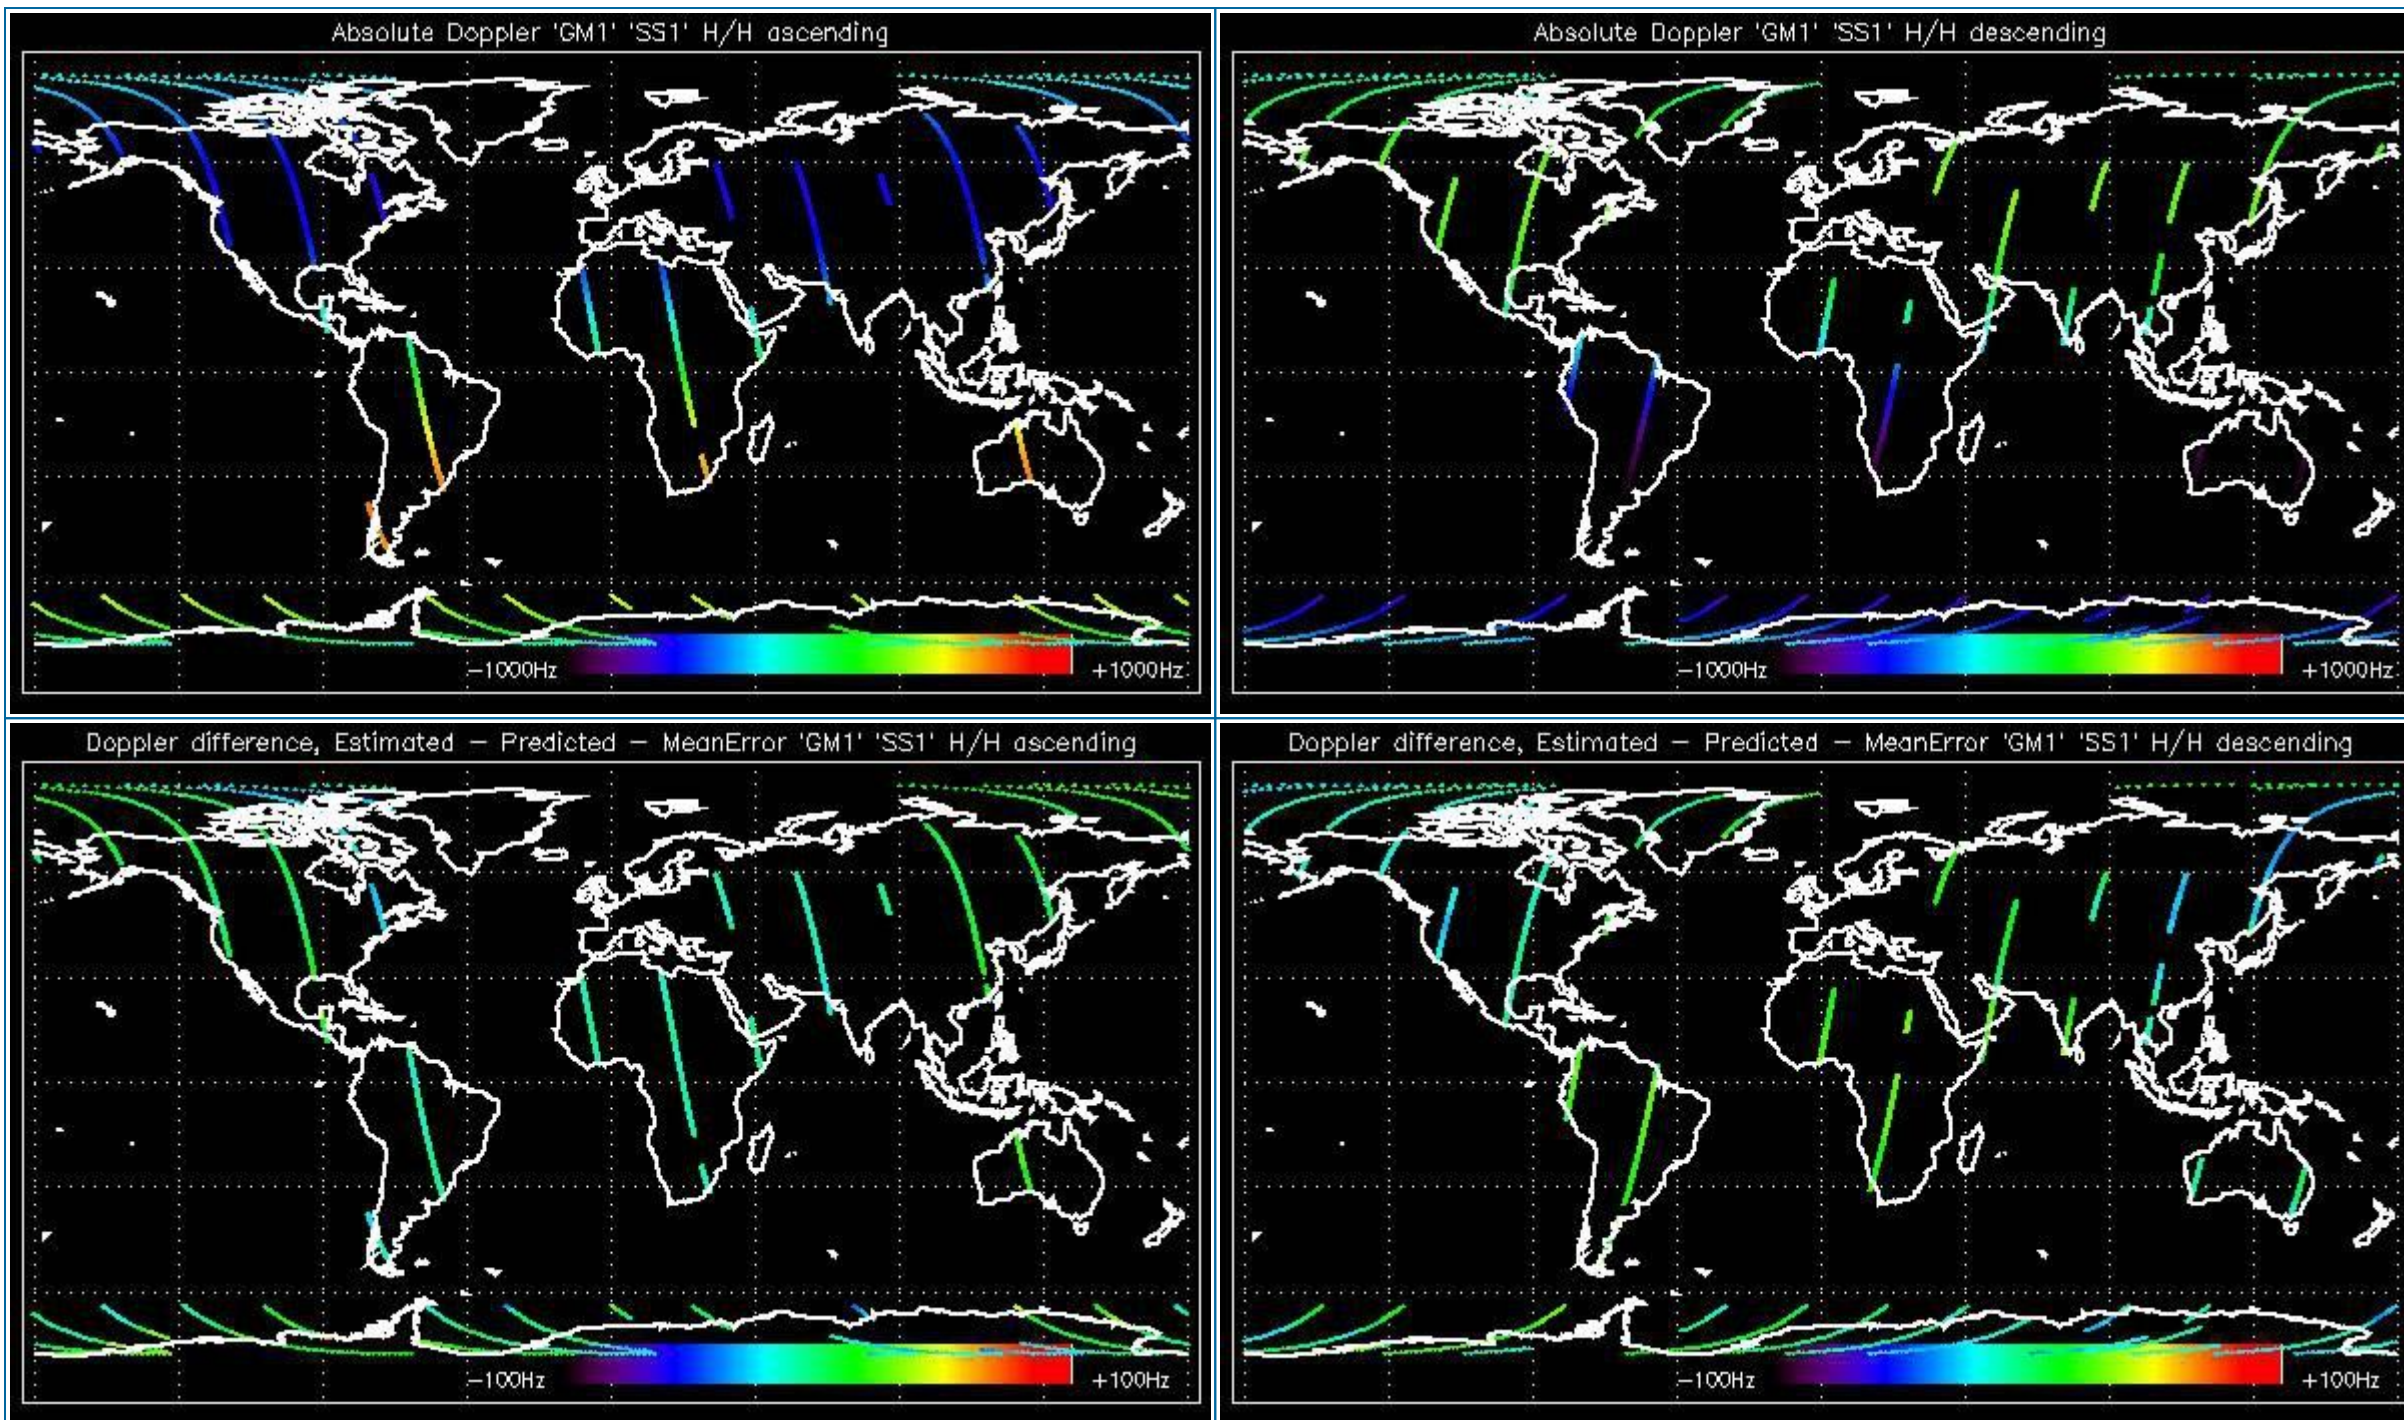 Absolute Doppler 'GM1' 'SS1' H/H ascending
-1000Hz
+1000Hz
Absolute Doppler 'GM1' 'SS1' H/H descending
-1000Hz
+1000Hz
Doppler difference, Estimated - Predicted - MeanError 'GM1' 'SS1' H/H ascending
-100Hz
+100Hz
Doppler difference, Estimated - Predicted - MeanError 'GM1' 'SS1' H/H descending
-100Hz
+100Hz